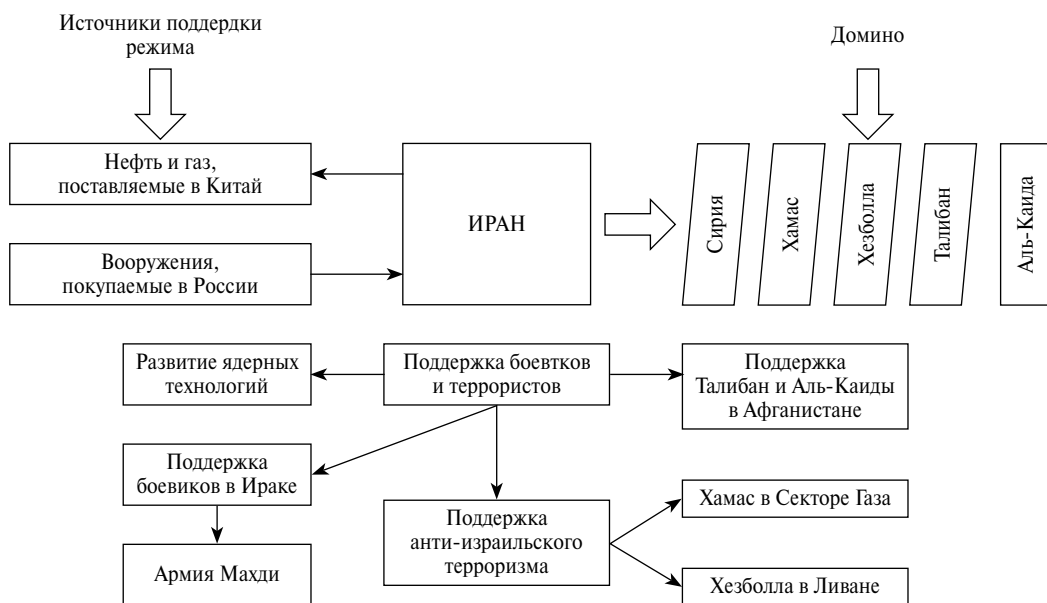 Источники поддердки
режима
Домино
Нефть и газ,
поставляемые в Китай
ИРАН
Сирия
Хамас
Хезболла
Талибан
Аль-Каида
Вооружения,
покупаемые в России
Развитие ядерных
технологий
Поддержка боевтков
и террористов
Поддержка
Талибан и Аль-Каиды
в Афганистане
Поддержка
боевиков в Ираке
Поддержка
анти-израильского
терроризма
Хамас в Секторе Газа
Армия Махди
Хезболла в Ливане